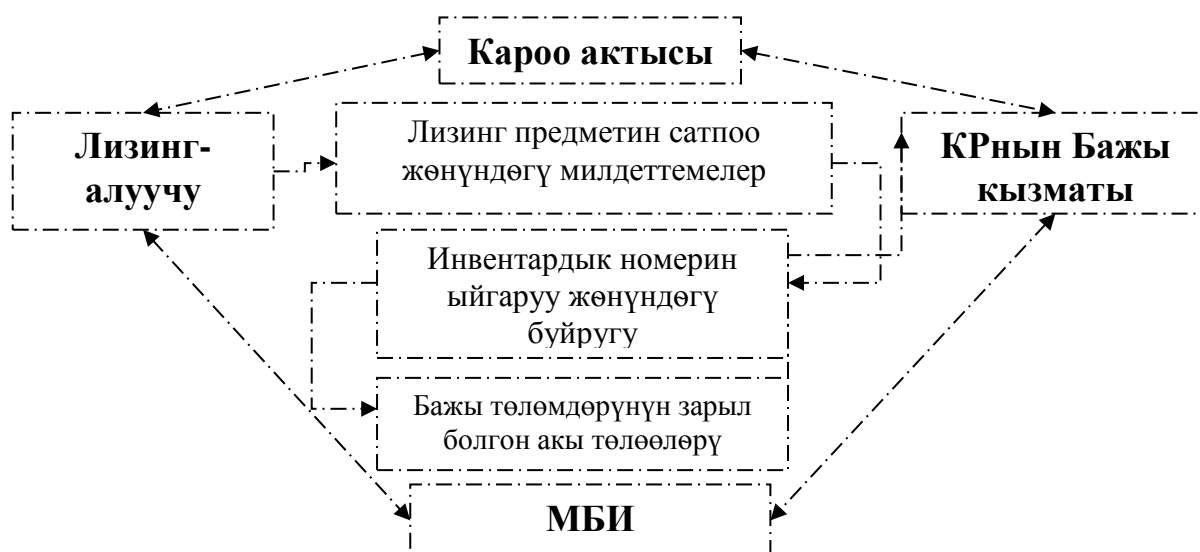 Кароо актысы
Лизинг-
алуучу
Лизинг предметин сатпоо
жөнүндөгү милдеттемелер
КРнын Бажы
кызматы
Инвентардык номерин
ыйгаруу жөнүндөгү
буйругу
Бажы төлөмдөрүнүн зарыл
болгон акы төлөөлөрү
МБИ